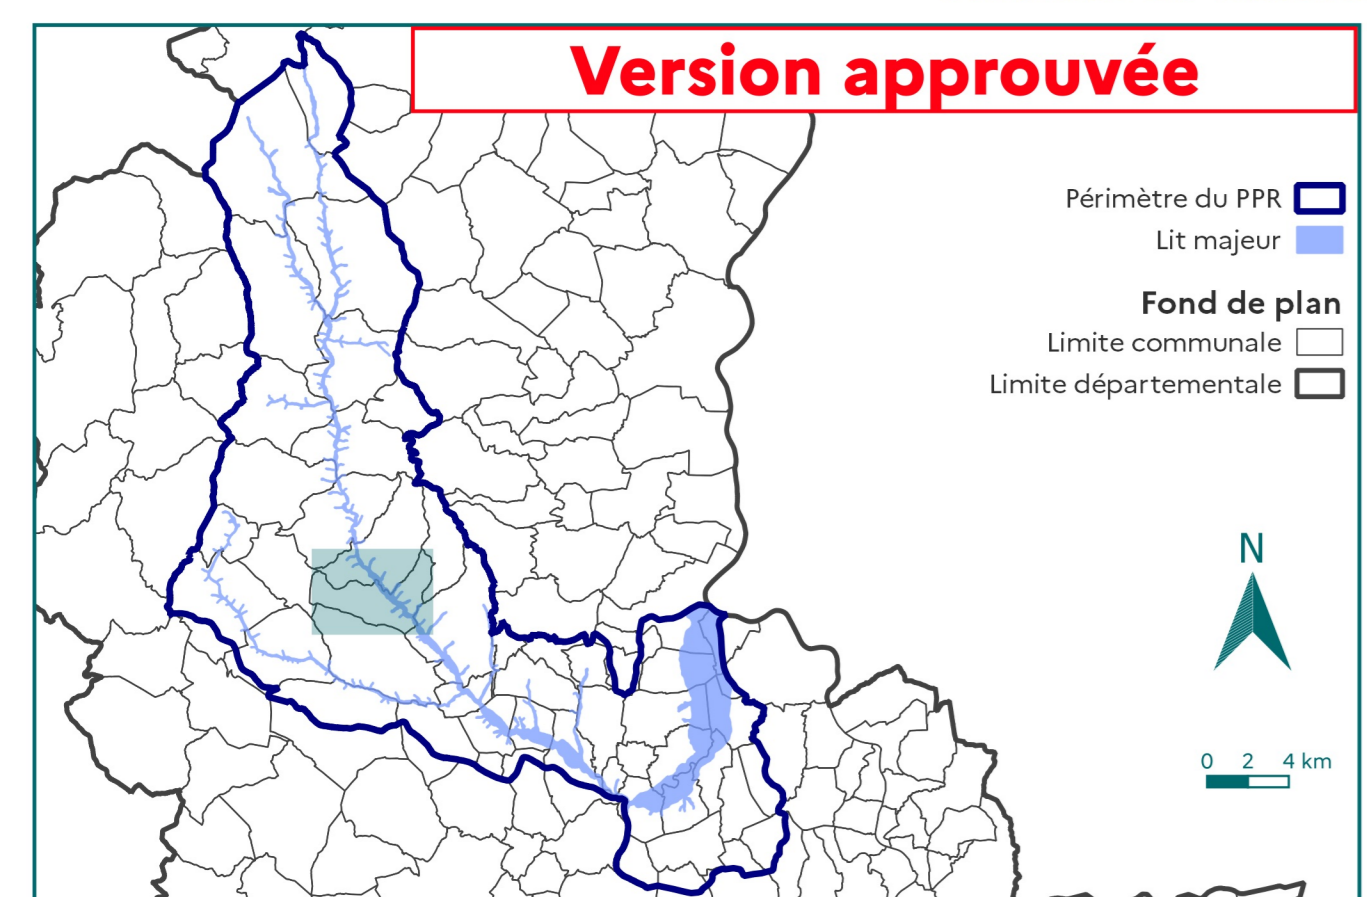 Version approuvée
Périmètre du PPR
Lit majeur
Fond de plan
Limite communale
Limite départementale
N
0 2 4 km